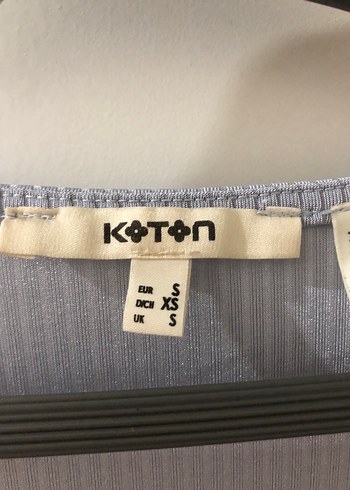 KOTON
EUR S
D/CH XS
UK S